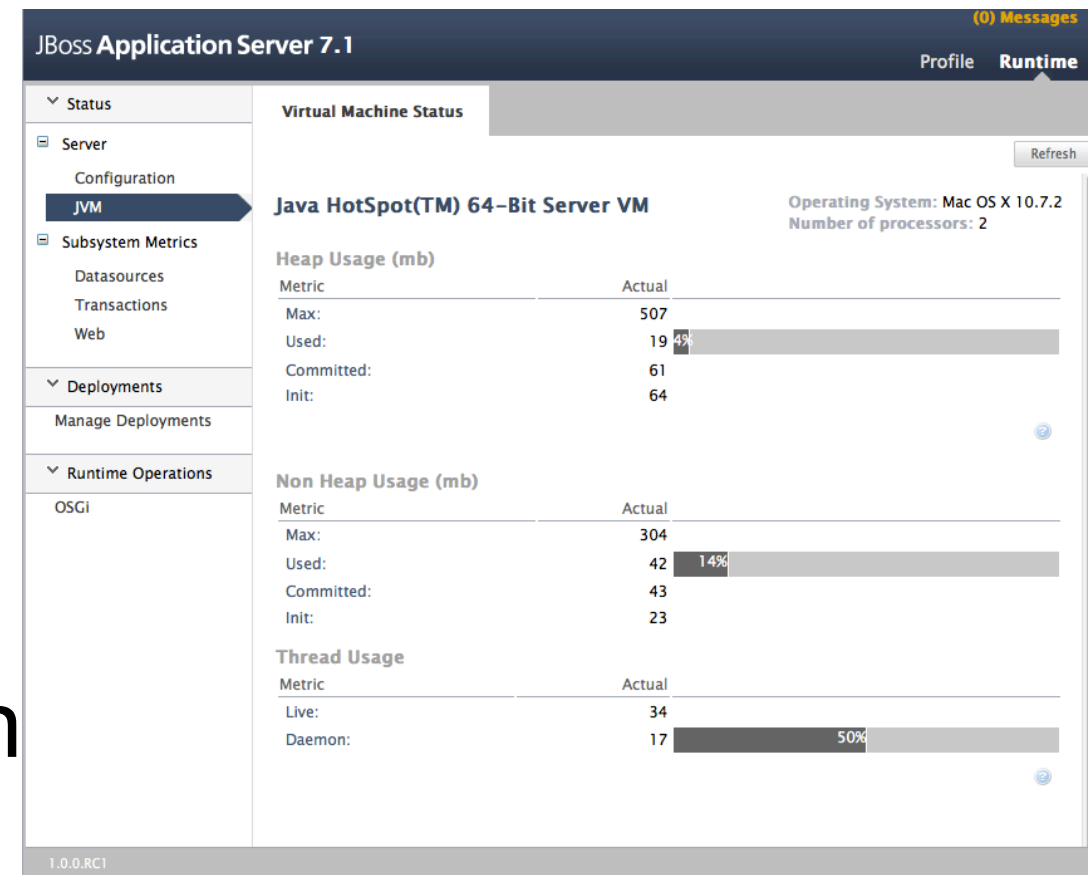 (0) Messages
JBoss Application Server 7.1
Profile Runtime
Status
Server
Configuration
JVM
Subsystem Metrics
Datasources
Transactions
Web
Deployments
Manage Deployments
Runtime Operations
OSGi
Virtual Machine Status
Refresh
Java HotSpot(TM) 64-Bit Server VM
Operating System: Mac OS X 10.7.2
Number of processors: 2
Heap Usage (mb)
Metric Actual
Max: 507
Used: 19 4%
Committed: 61
Init: 64
Non Heap Usage (mb)
Metric Actual
Max: 304
Used: 42 14%
Committed: 43
Init: 23
Thread Usage
Metric Actual
Live: 34
Daemon: 17 50%
n
1.0.0.RC1